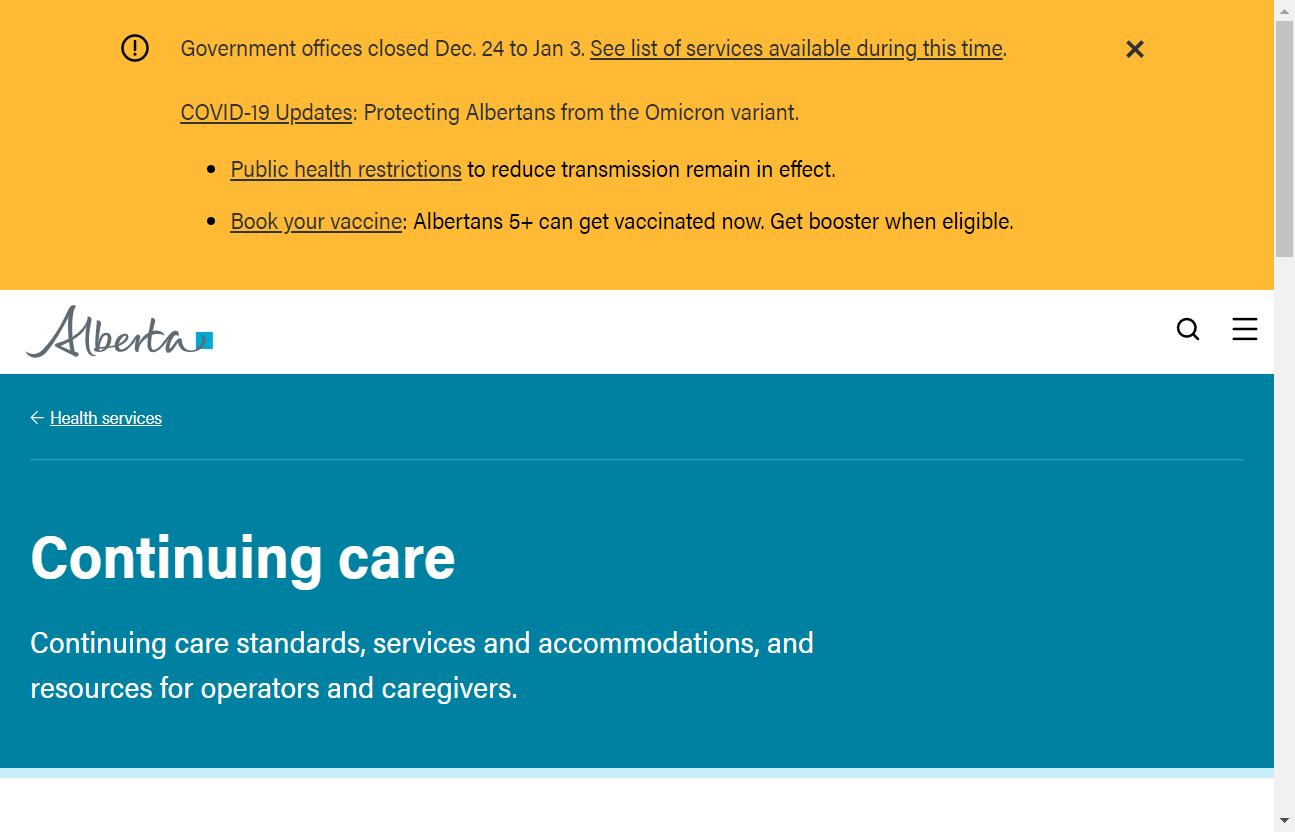 Government offices closed Dec. 24 to Jan 3. See list of services available during this time.
COVID-19 Updates: Protecting Albertans from the Omicron variant.
Public health restrictions to reduce transmission remain in effect.
Book your vaccine: Albertans 5+ can get vaccinated now. Get booster when eligible.
Alberta
Health services
Continuing care
Continuing care standards, services and accommodations, and
resources for operators and caregivers.